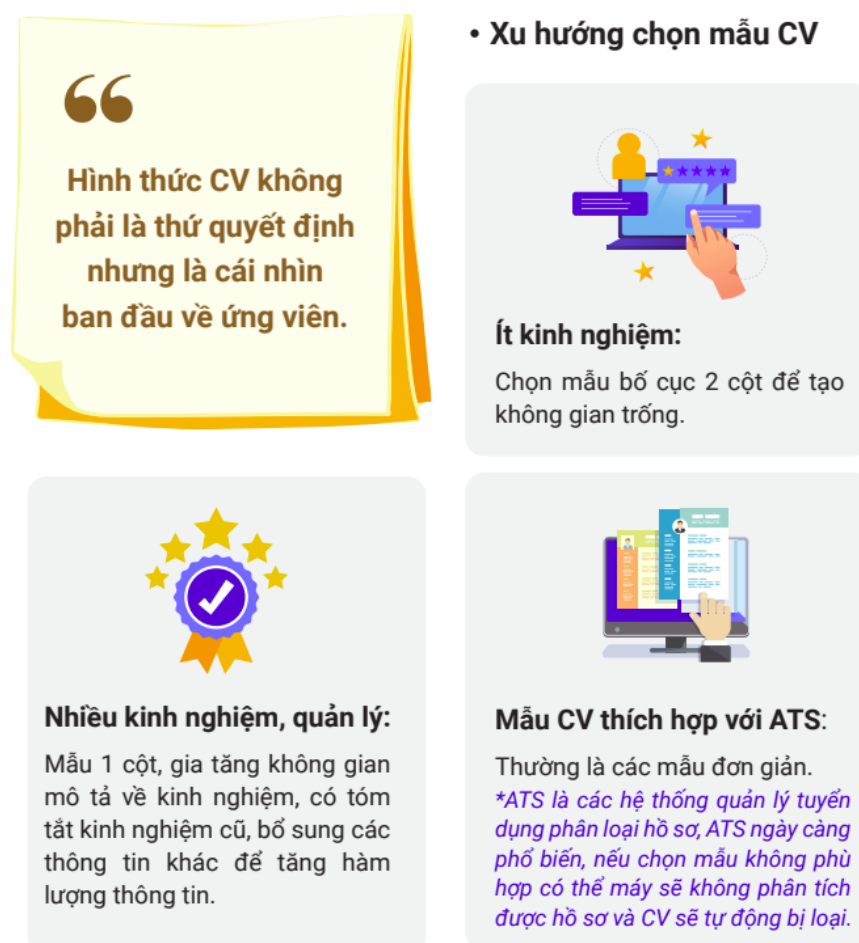 Hình thức CV không
phải là thứ quyết định
nhưng là cái nhìn
ban đầu về ứng viên.
• Xu hướng chọn mẫu CV
Ít kinh nghiệm:
Chọn mẫu bố cục 2 cột để tạo
không gian trống.
Nhiều kinh nghiệm, quản lý:
Mẫu 1 cột, gia tăng không gian
mô tả về kinh nghiệm, có tóm
tắt kinh nghiệm cũ, bổ sung các
thông tin khác để tăng hàm
lượng thông tin.
Mẫu CV thích hợp với ATS:
Thường là các mẫu đơn giản.
*ATS là các hệ thống quản lý tuyển
dụng phân loại hồ sơ, ATS ngày càng
phổ biến, nếu chọn mẫu không phù
hợp có thể máy sẽ không phân tích
được hồ sơ và CV sẽ tự động bị loại.